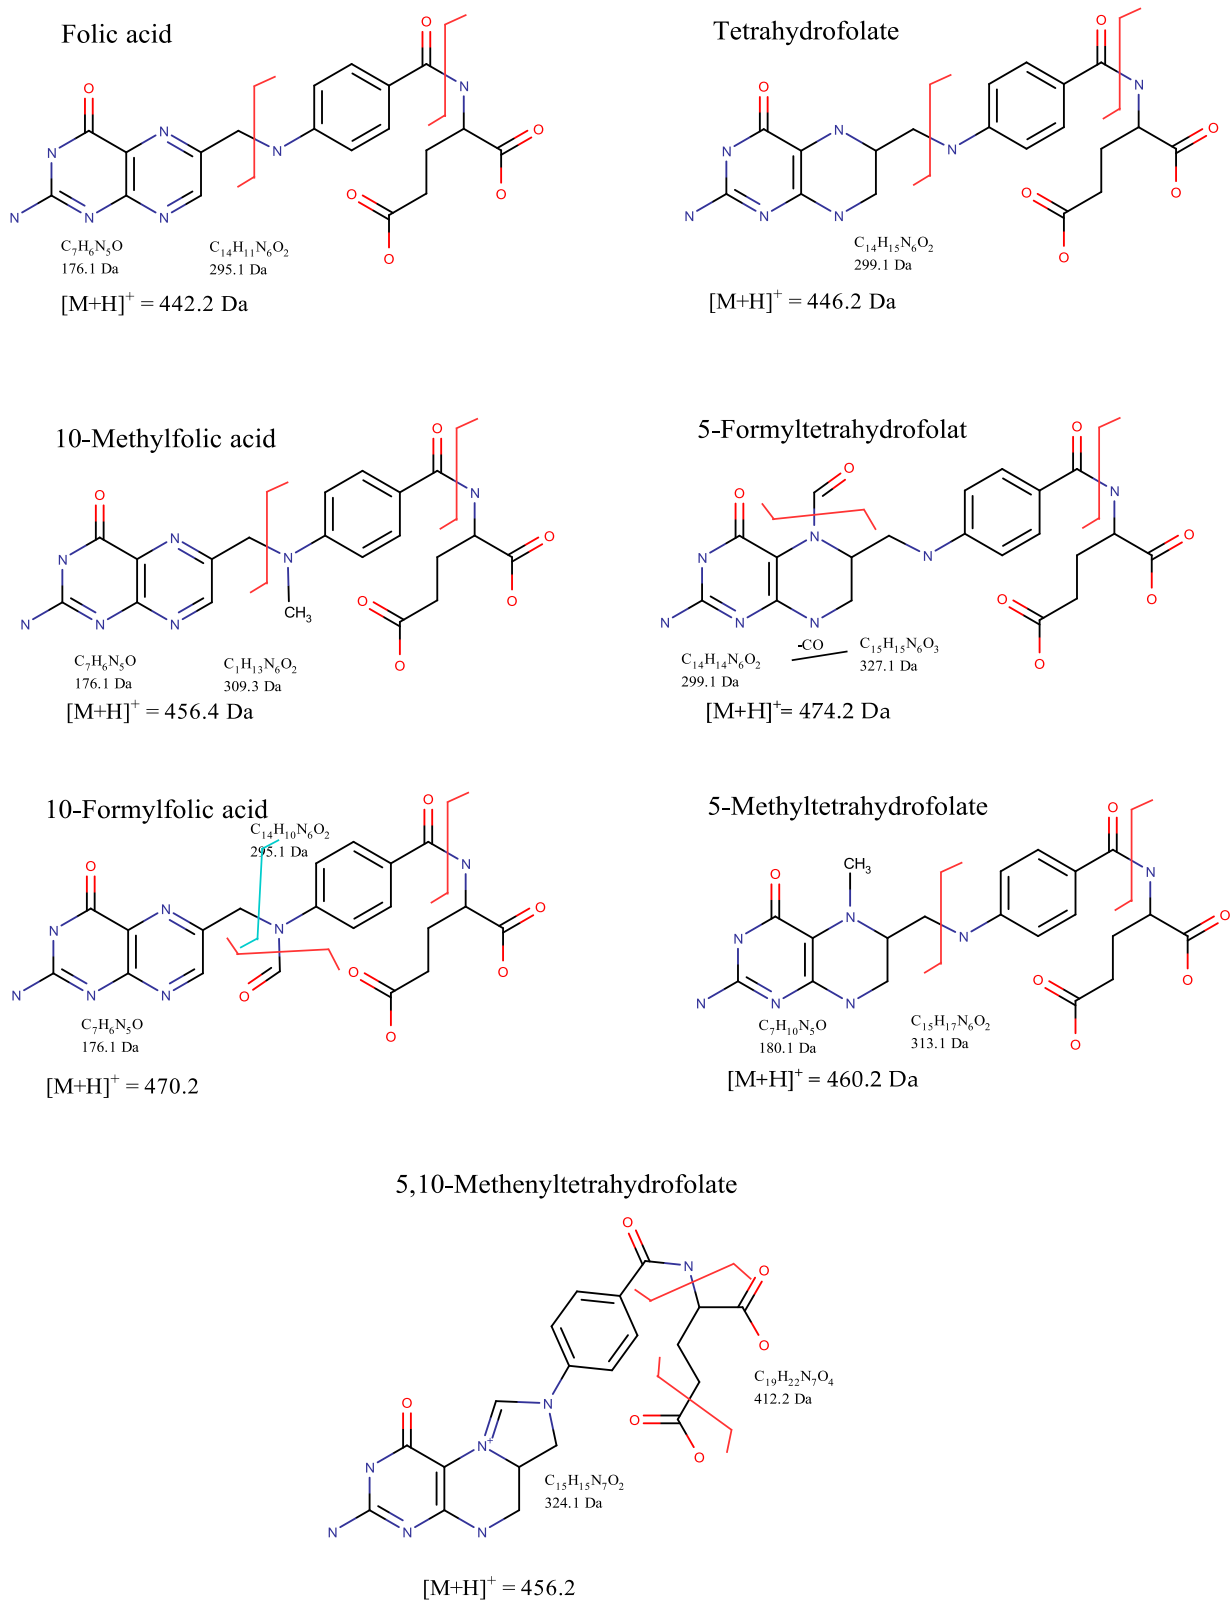 Folic acid
O
O
N
N
N
N
N
N
N
O
O
O
O
C₇H₆N₅O
176.1 Da
C₁₄H₁₁N₆O₂
295.1 Da
[M+H]⁺ = 442.2 Da
Tetrahydrofolate
O
O
N
N
N
N
N
N
N
O
O
O
O
C₁₄H₁₅N₆O₂
299.1 Da
[M+H]⁺ = 446.2 Da
10-Methylfolic acid
O
O
N
N
N
N
N
N
N
CH₃
O
O
O
O
C₇H₆N₅O
176.1 Da
C₁H₁₃N₆O₂
309.3 Da
[M+H]⁺ = 456.4 Da
5-Formyltetrahydrofolat
O
O
O
N
N
N
N
N
N
N
O
O
O
O
-CO
C₁₄H₁₄N₆O₂
299.1 Da
C₁₅H₁₅N₆O₃
327.1 Da
[M+H]⁺= 474.2 Da
10-Formylfolic acid
C₁₄H₁₀N₆O₂
295.1 Da
O
O
N
N
N
N
N
N
N
O
O
O
O
O
C₇H₆N₅O
176.1 Da
[M+H]⁺ = 470.2
5-Methyltetrahydrofolate
O
CH₃
O
N
N
N
N
N
N
N
O
O
O
O
C₇H₁₀N₅O
180.1 Da
C₁₅H₁₇N₆O₂
313.1 Da
[M+H]⁺ = 460.2 Da
5,10-Methenyltetrahydrofolate
O
N
O
O
O
O
C₁₉H₂₂N₇O₄
412.2 Da
O
N
N⁺
N
N
N
N
C₁₅H₁₅N₇O₂
324.1 Da
[M+H]⁺ = 456.2